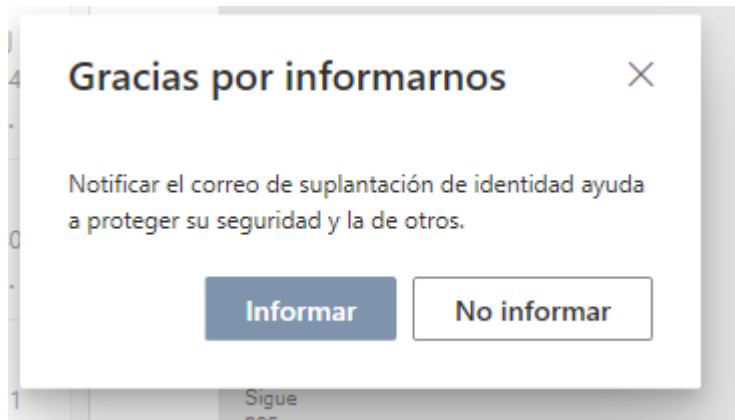 Gracias por informarnos
Notificar el correo de suplantación de identidad ayuda
a proteger su seguridad y la de otros.
Informar No informar
1
Sigue